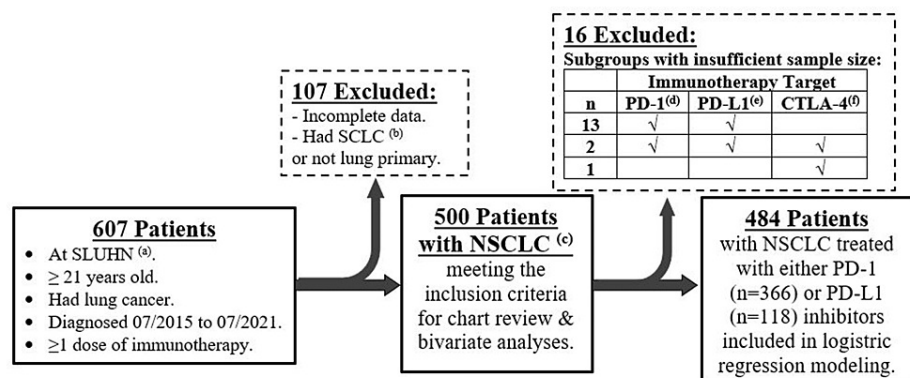 16 Excluded:
Subgroups with insufficient sample size:
Immunotherapy Target
n PD-1(d) PD-L1(e) CTLA-4(f)
13 √ √
2 √ √ √
1 √
107 Excluded:
- Incomplete data.
- Had SCLC (b)
or not lung primary.
607 Patients
• At SLUHN (a).
• ≥ 21 years old.
• Had lung cancer.
• Diagnosed 07/2015 to 07/2021.
• ≥1 dose of immunotherapy.
500 Patients
with NSCLC (c)
meeting the
inclusion criteria
for chart review &
bivariate analyses.
484 Patients
with NSCLC treated
with either PD-1
(n=366) or PD-L1
(n=118) inhibitors
included in logistric
regression modeling.